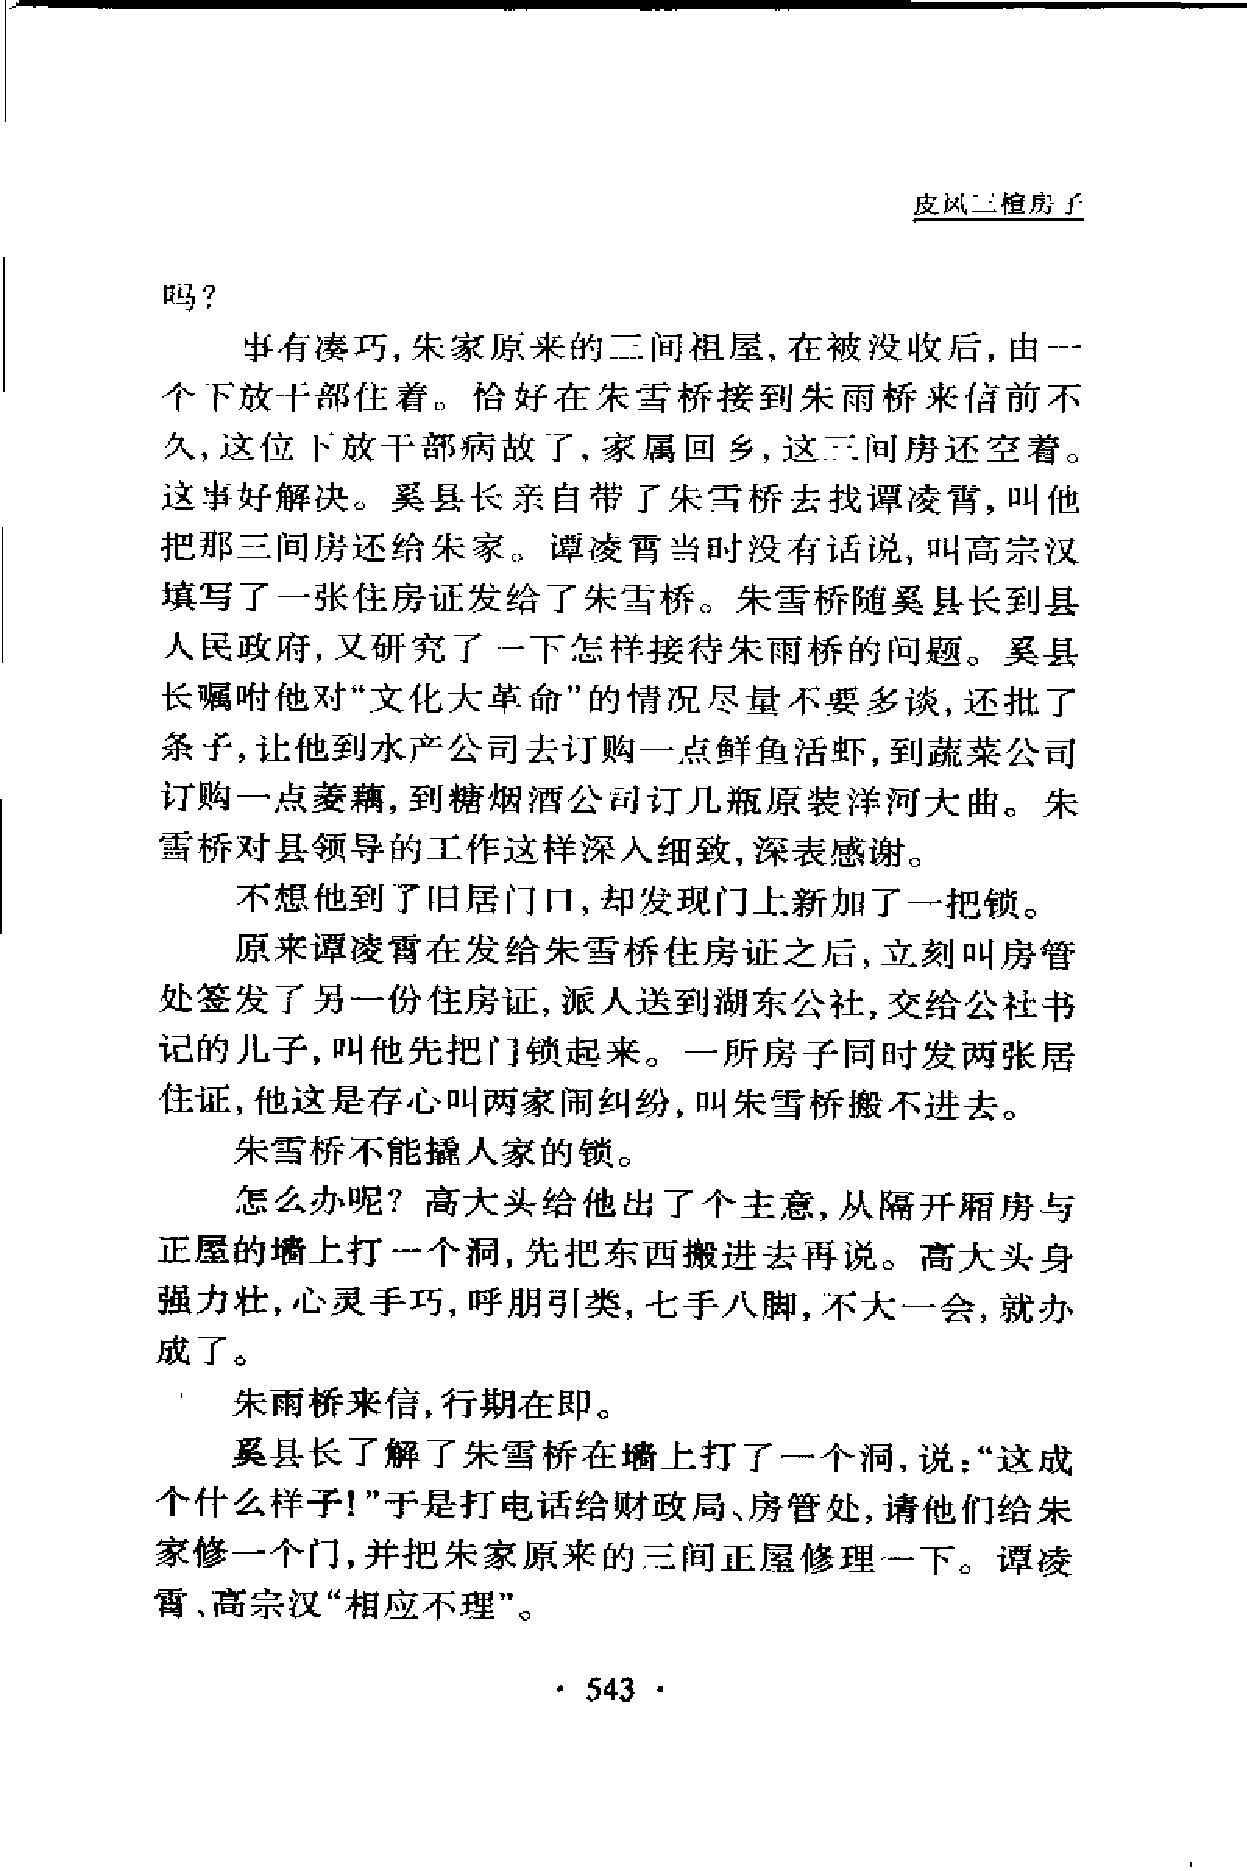 皮凤三楦房子
吗?
事有凑巧,朱家原来的三间祖屋,在被没收后,由一
个下放干部住着。恰好在朱雪桥接到朱雨桥来信前不
久,这位下放干部病故了,家属回乡,这三间房还空着。
这事好解决。奚县长亲自带了朱雪桥去找谭凌霄,叫他
把那三间房还给朱家。谭凌霄当时没有话说,叫高宗汉
填写了一张住房证发给了朱雪桥。朱雪桥随奚县长到县
人民政府,又研究了一下怎样接待朱雨桥的问题。奚县
长嘱咐他对“文化大革命”的情况尽量不要多谈,还批了
条子,让他到水产公司去订购一点鲜鱼活虾,到蔬菜公司
订购一点菱藕,到糖烟酒公司订几瓶原装洋河大曲。朱
雪桥对县领导的工作这样深入细致,深表感谢。
不想他到了旧居门口,却发现门上新加了一把锁。
原来谭凌霄在发给朱雪桥住房证之后,立刻叫房管
处签发了另一份住房证,派人送到湖东公社,交给公社书
记的儿子,叫他先把门锁起来。一所房子同时发两张居
住证,他这是存心叫两家闹纠纷,叫朱雪桥搬不进去。
朱雪桥不能撬人家的锁。
怎么办呢?高大头给他出了个主意,从隔开厢房与
正屋的墙上打一个洞,先把东西搬进去再说。高大头身
强力壮,心灵手巧,呼朋引类,七手八脚,不大一会,就办
成了。
朱雨桥来信,行期在即。
奚县长了解了朱雪桥在墙上打了一个洞,说:“这成
个什么样子!”于是打电话给财政局、房管处,请他们给朱
家修一个门,并把朱家原来的三间正屋修理一下。谭凌
霄、高宗汉“相应不理”。
· 543 ·